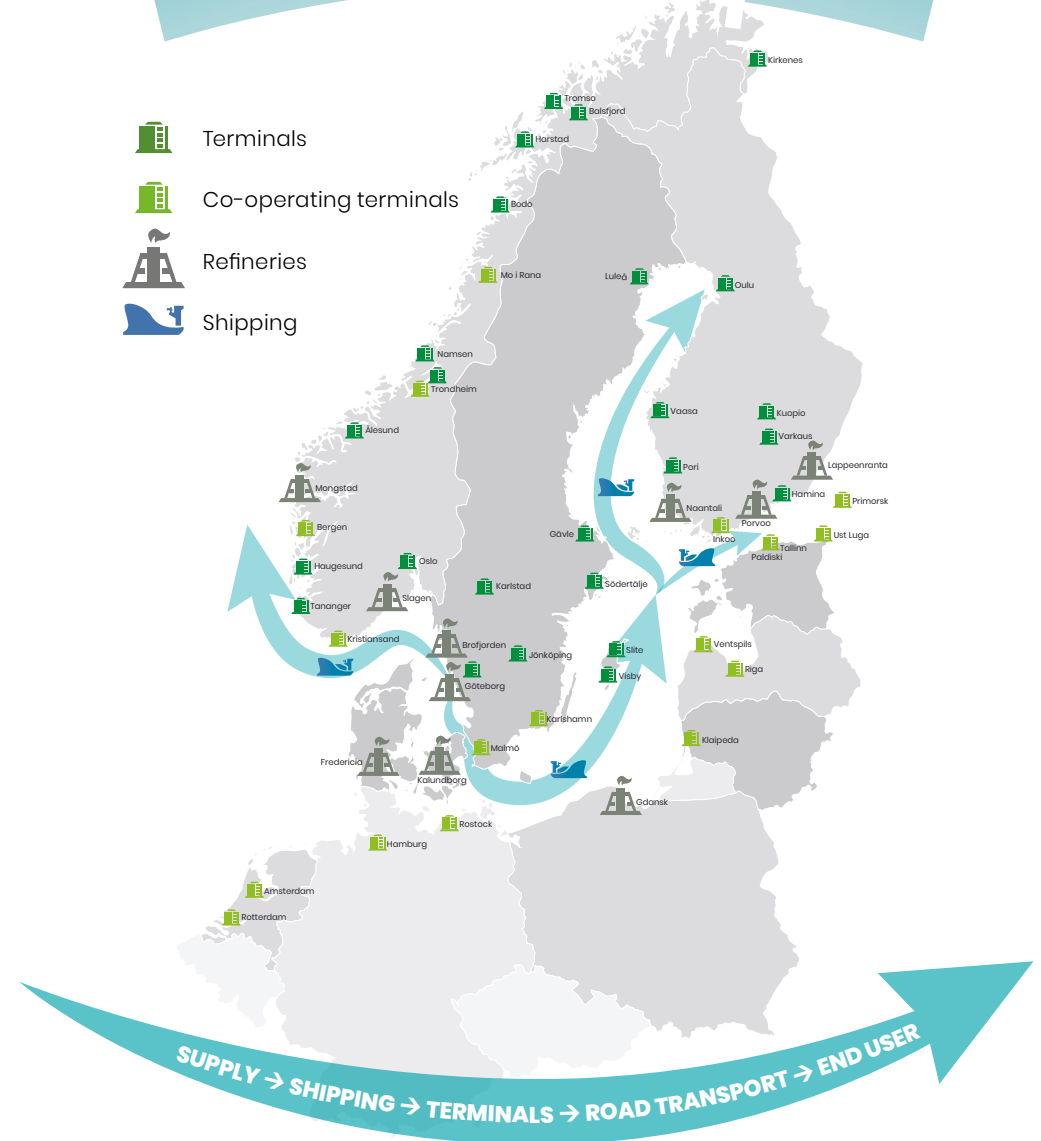 Kirkenes
Tromso
Balsfjord
Terminals
Harstad
Co-operating terminals
Bodo
Refineries
Mo i Rana
Luleå
Oulu
Shipping
Namsen
Trondheim
Vaasa
Kuopio
Ålesund
Varkaus
Lappeenranta
Pori
Mongstad
Hamina
Primorsk
Naantali
Porvoo
Bergen
Inkoo
Gävle
Ust Luga
Tallinn
Paldiski
Oslo
Haugesund
Karlstad
Södertälje
Slagen
Tananger
Kristiansand
Brofjorden
Ventspils
Slite
Jönköping
Riga
Visby
Göteborg
Karlshamn
Klaipeda
Malmö
Fredericia
Kalundborg
Gdansk
Rostock
Hamburg
Amsterdam
Rotterdam
SUPPLY → SHIPPING → TERMINALS → ROAD TRANSPORT → END USER